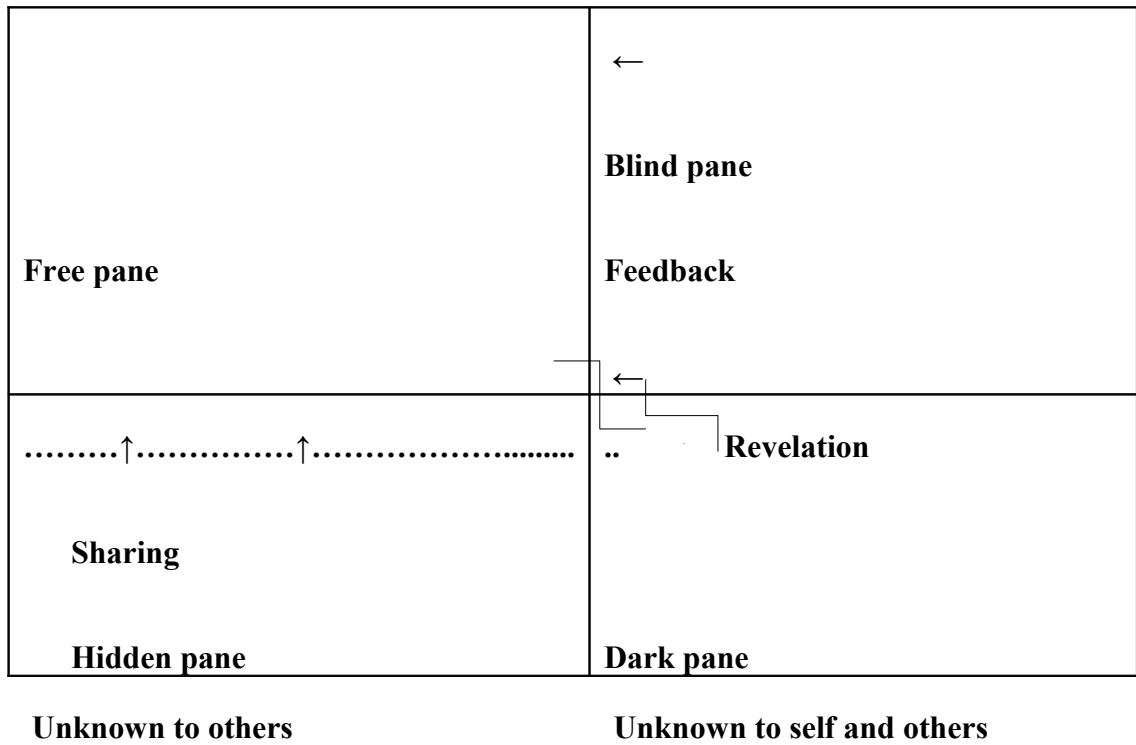 ←
Blind pane
Free pane Feedback
←
………↑……………↑………………......... .. Revelation
Sharing
Hidden pane Dark pane
Unknown to others Unknown to self and others